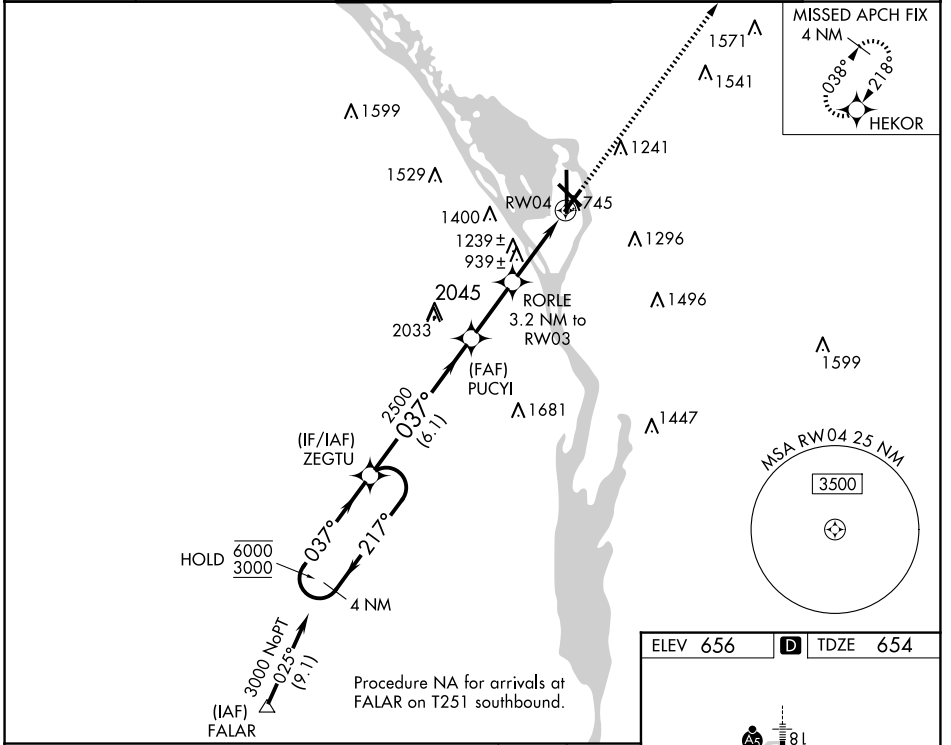 MISSED APCH FIX
4 NM
038°
218°
HEKOR
1571
1541
1599
1241
1529
RW04
745
1400
1239±
939±
1296
2045
RORLE
3.2 NM to
RW03
1496
2033
1599
(FAF)
PUCYI
2500
037°
(6.1)
1681
1447
(IF/IAF)
ZEGTU
MSA RW04 25 NM
3500
037°
217°
HOLD
6000
3000
4 NM
3000 NoPT
025°
(9.1)
(IAF)
FALAR
Procedure NA for arrivals at
FALAR on T251 southbound.
ELEV 656 D TDZE 654
A5
18